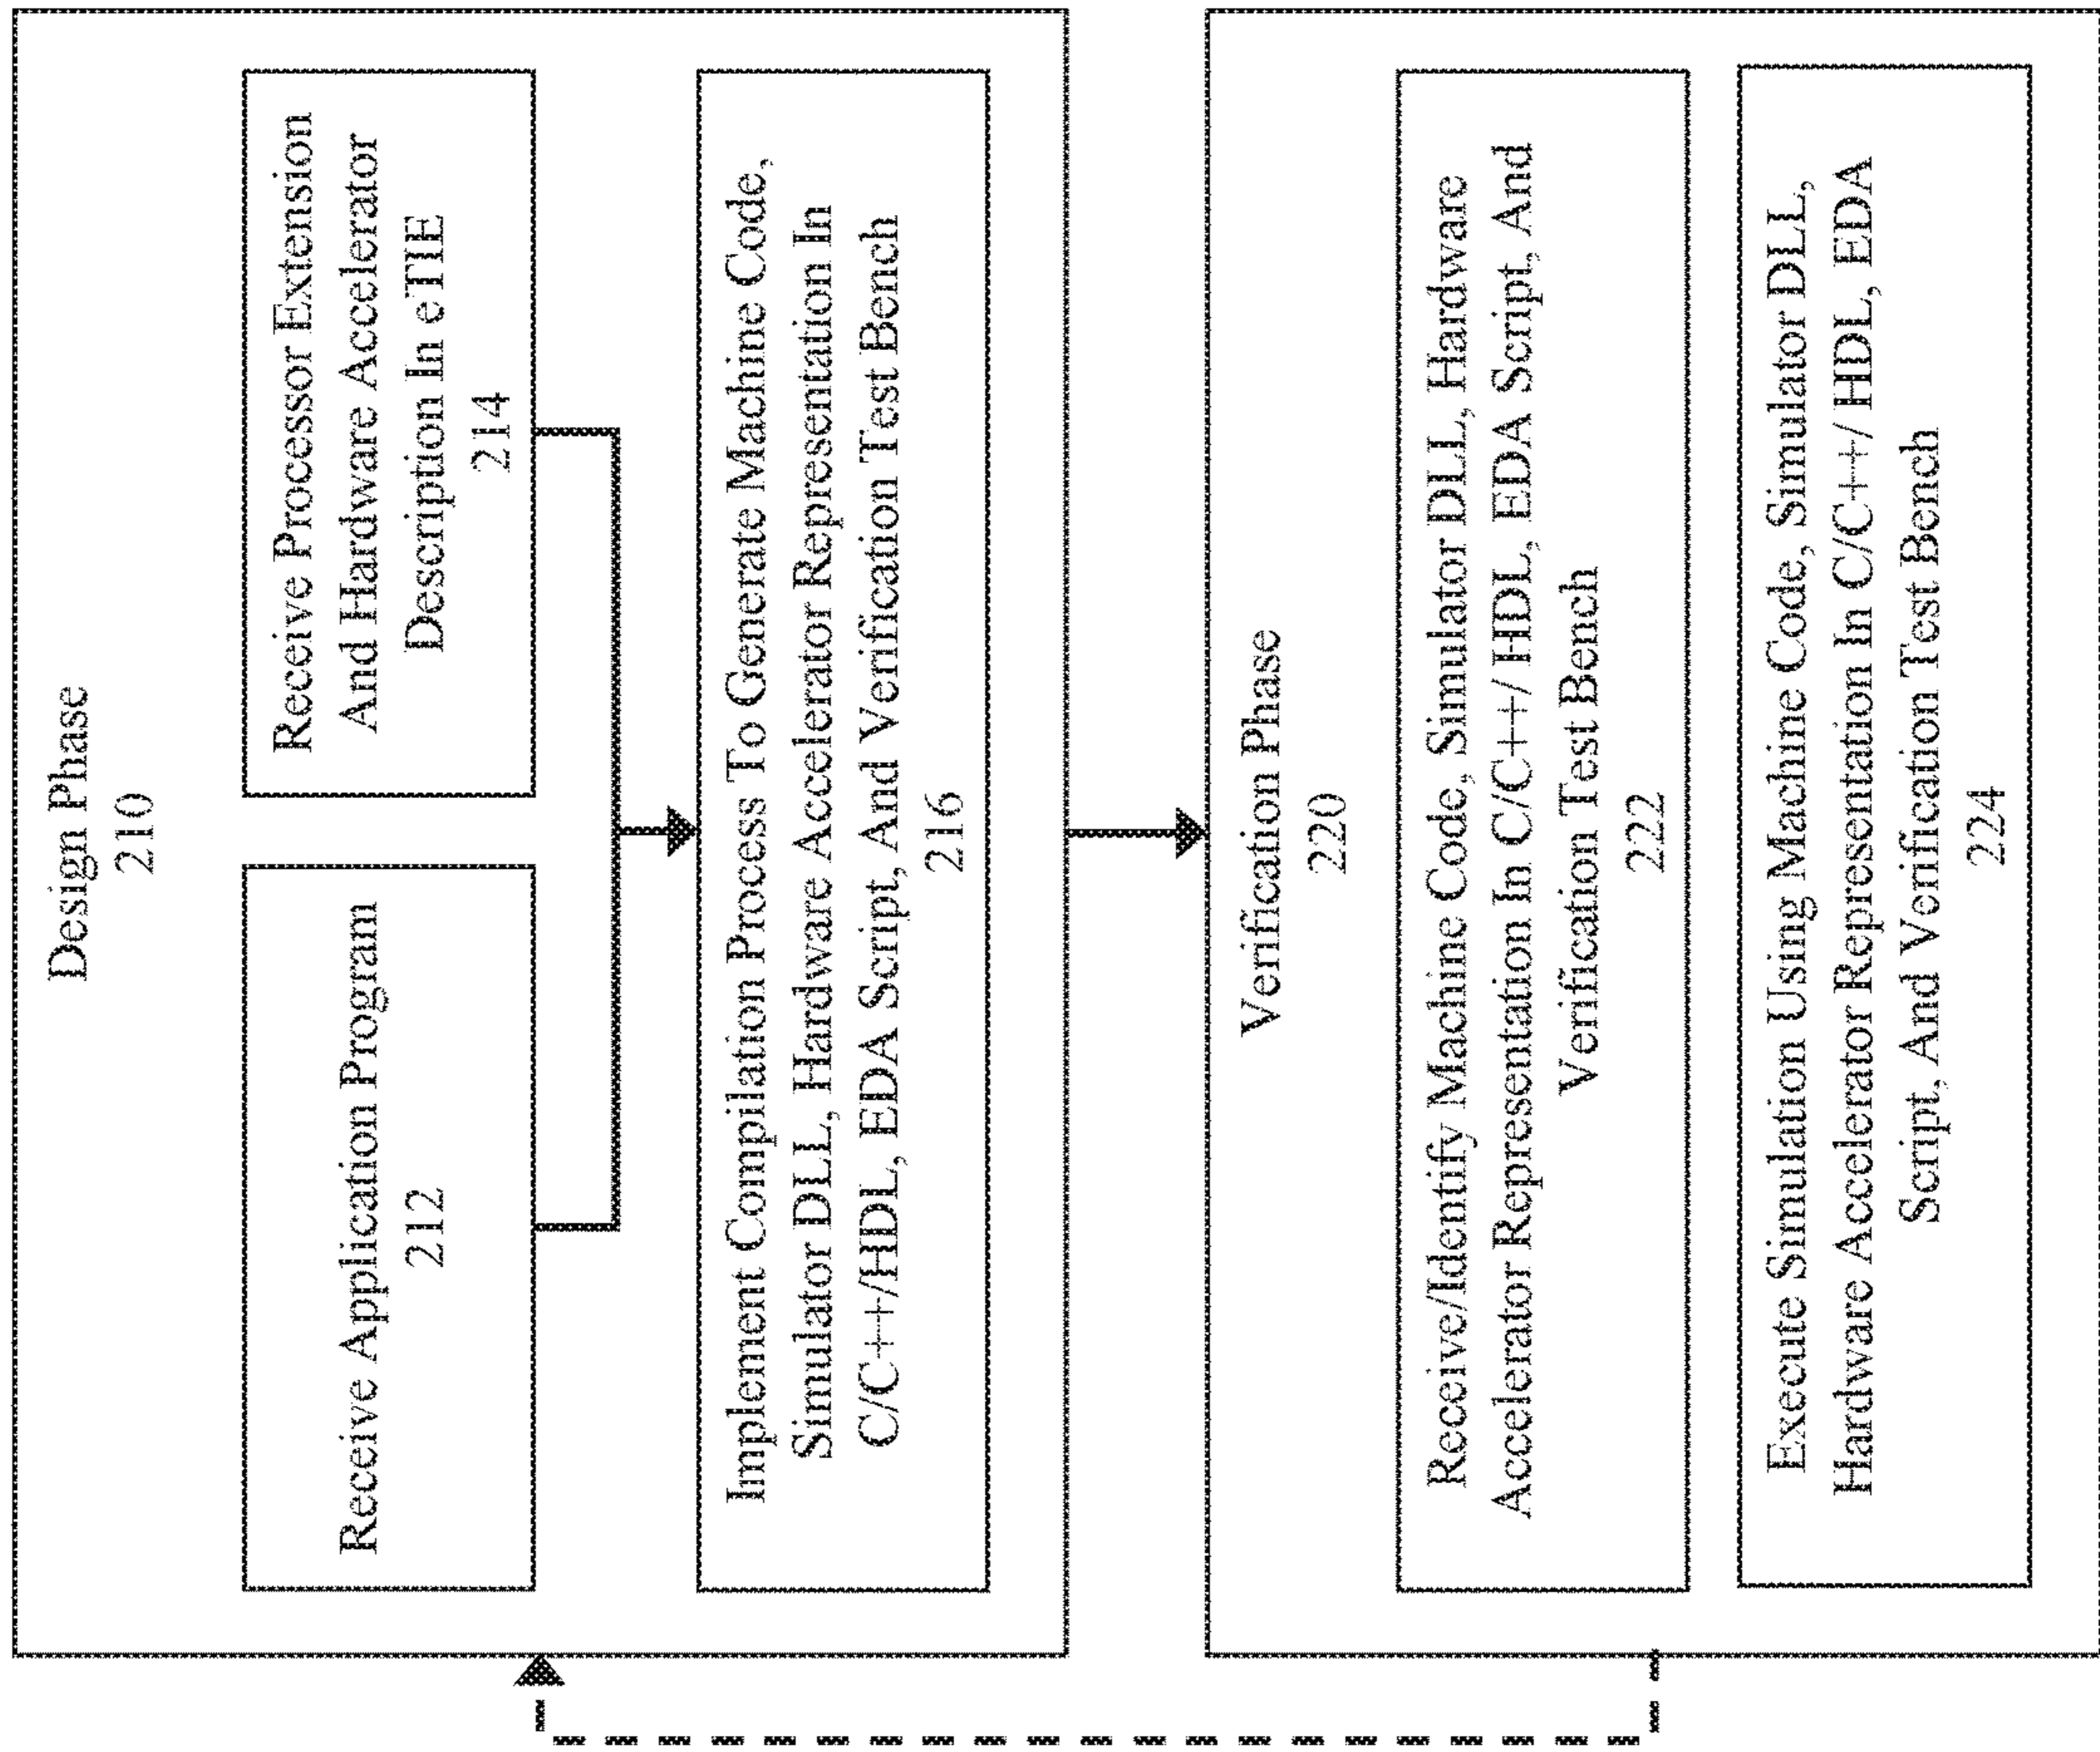 Design Phase
210
Receive Application Program
212
Receive Processor Extension
And Hardware Accelerator
Description In eTIE
214
Implement Compilation Process To Generate Machine Code,
Simulator DLL, Hardware Accelerator Representation In
C/C++/HDL, EDA Script, And Verification Test Bench
216
Verification Phase
220
Receive/Identify Machine Code, Simulator DLL, Hardware
Accelerator Representation In C/C++/ HDL, EDA Script, And
Verification Test Bench
222
Execute Simulation Using Machine Code, Simulator DLL,
Hardware Accelerator Representation In C/C++/ HDL, EDA
Script, And Verification Test Bench
224